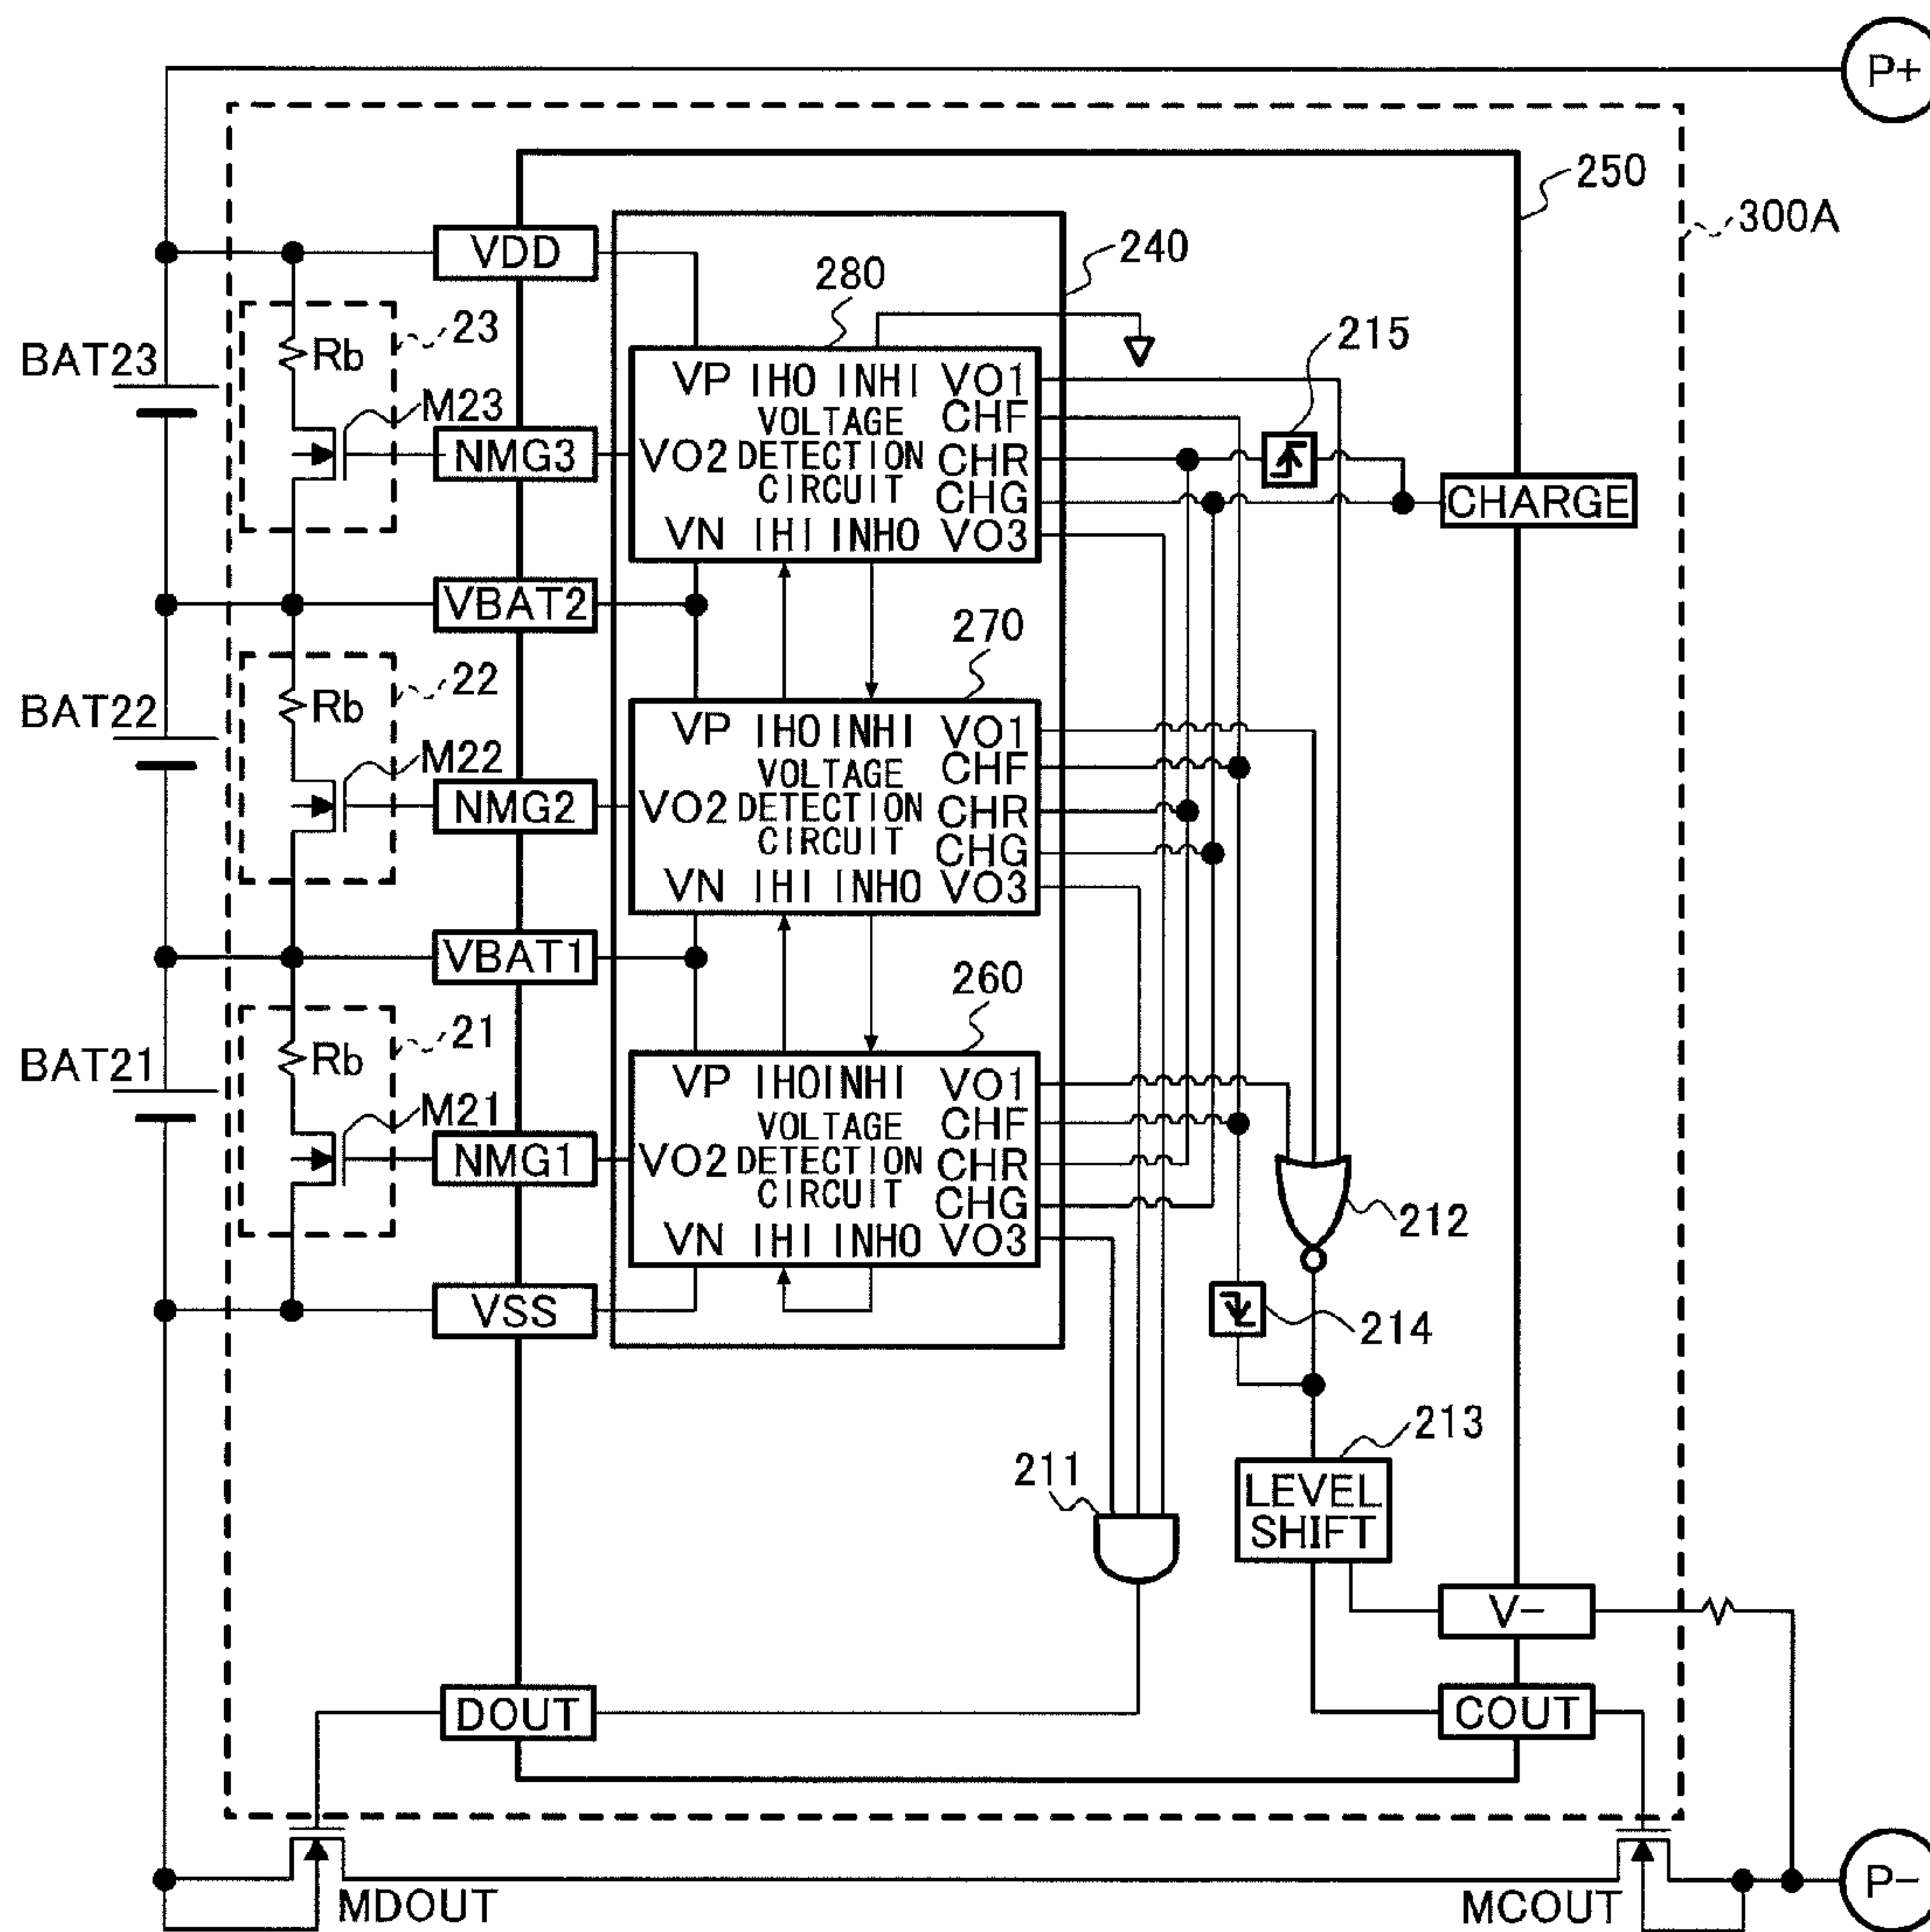 P+
250
300A
VDD
240
280
23
BAT23
Rb
215
VP IHO INHI VO1
M23
VOLTAGE CHF
NMG3
VO2 DETECTION CHR
CIRCUIT CHG
CHARGE
VN IHI INHO VO3
VBAT2
270
22
BAT22
Rb
VP IHO INHI VO1
M22
VOLTAGE CHF
NMG2
VO2 DETECTION CHR
CIRCUIT CHG
VN IHI INHO VO3
VBAT1
260
21
BAT21
Rb
VP IHO INHI VO1
M21
VOLTAGE CHF
NMG1
VO2 DETECTION CHR
CIRCUIT CHG
212
VN IHI INHO VO3
VSS
214
213
211
LEVEL
SHIFT
V-
DOUT
COUT
P-
MDOUT
MCOUT